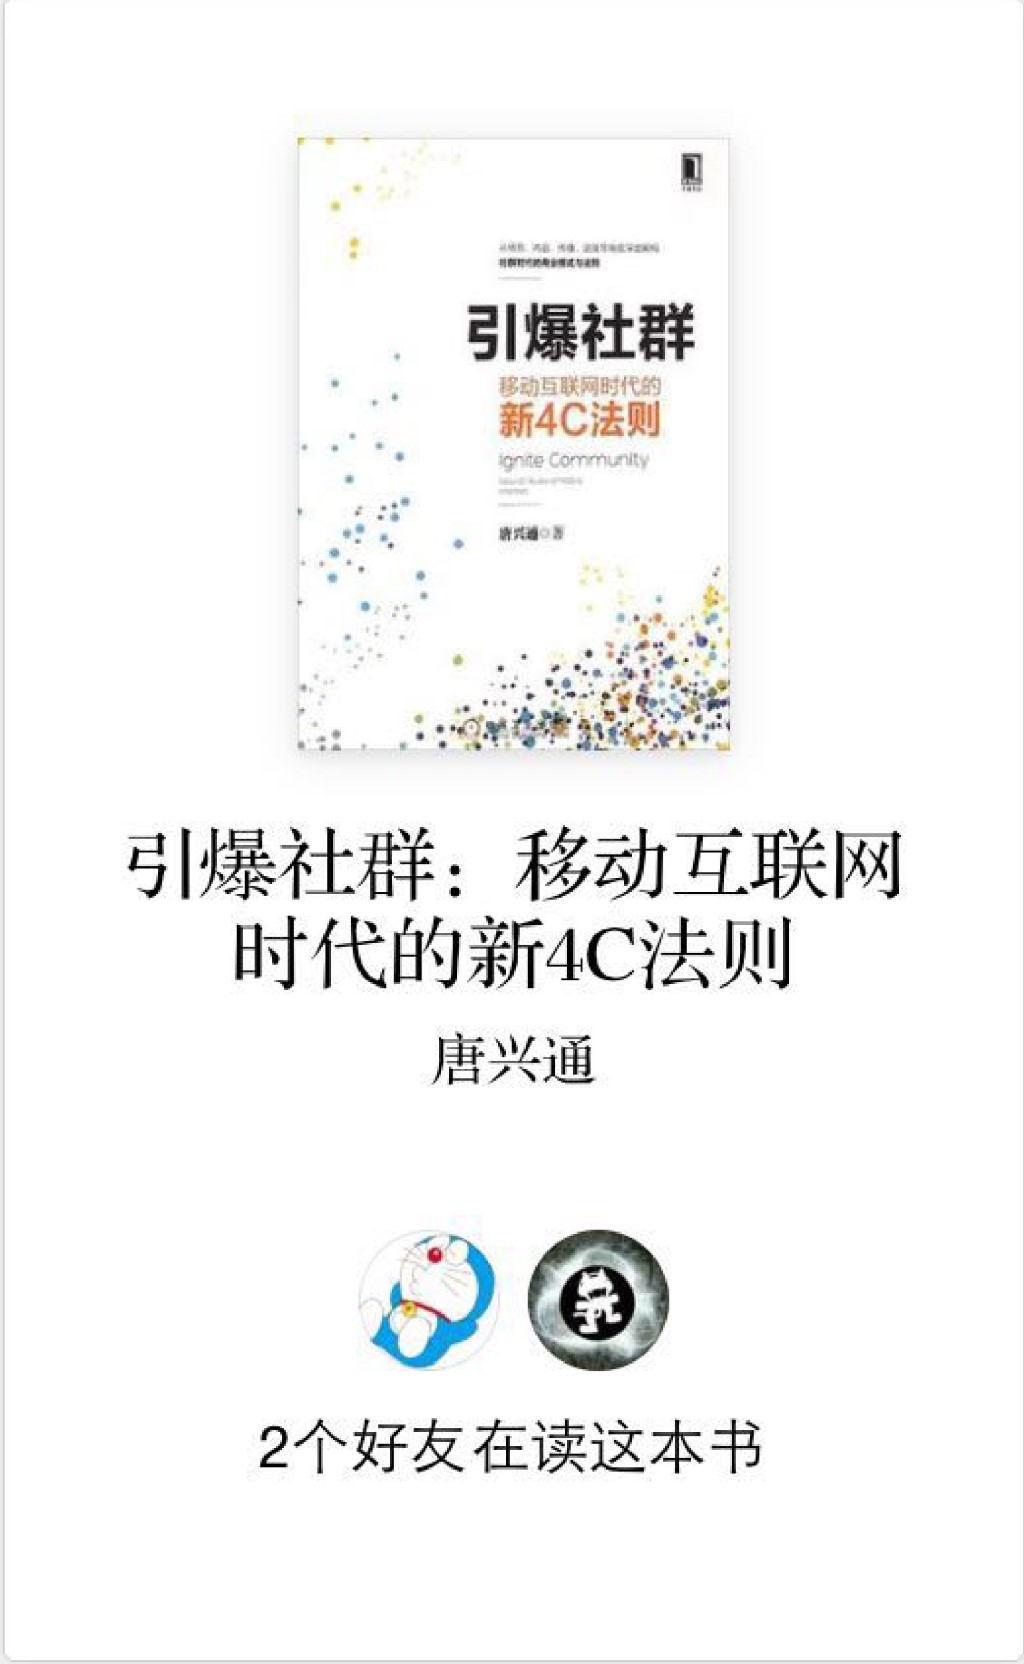 引爆社群
移动互联网时代的
新4C法则
Ignite Community
唐兴通◎著
引爆社群：移动互联网
时代的新4C法则
唐兴通
2个好友在读这本书